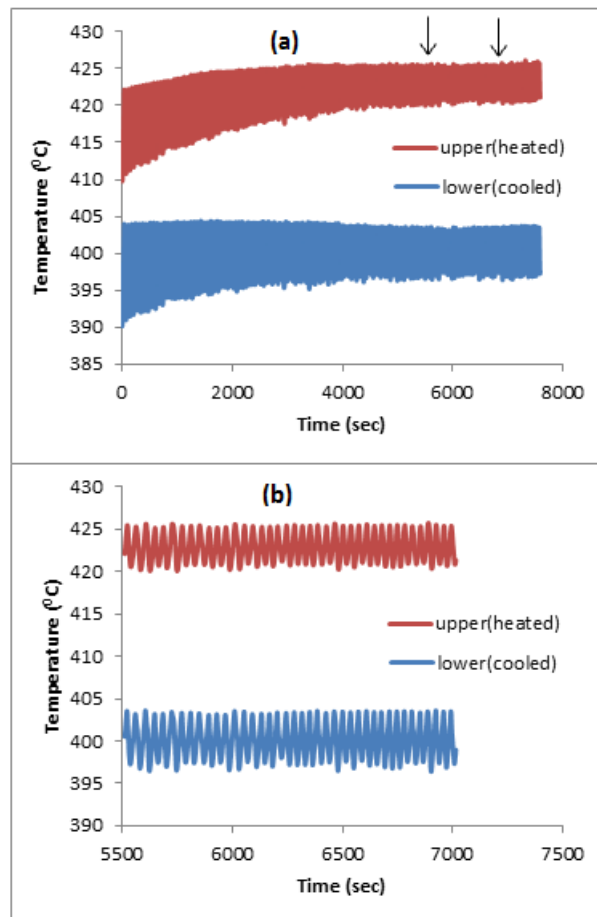 (a)
430
425
420
415
410
405
400
395
390
385
Temperature (⁰C)
upper(heated)
lower(cooled)
0 2000 4000 6000 8000
Time (sec)
(b)
430
425
420
415
410
405
400
395
390
Temperature (⁰C)
upper(heated)
lower(cooled)
5500 6000 6500 7000 7500
Time (sec)